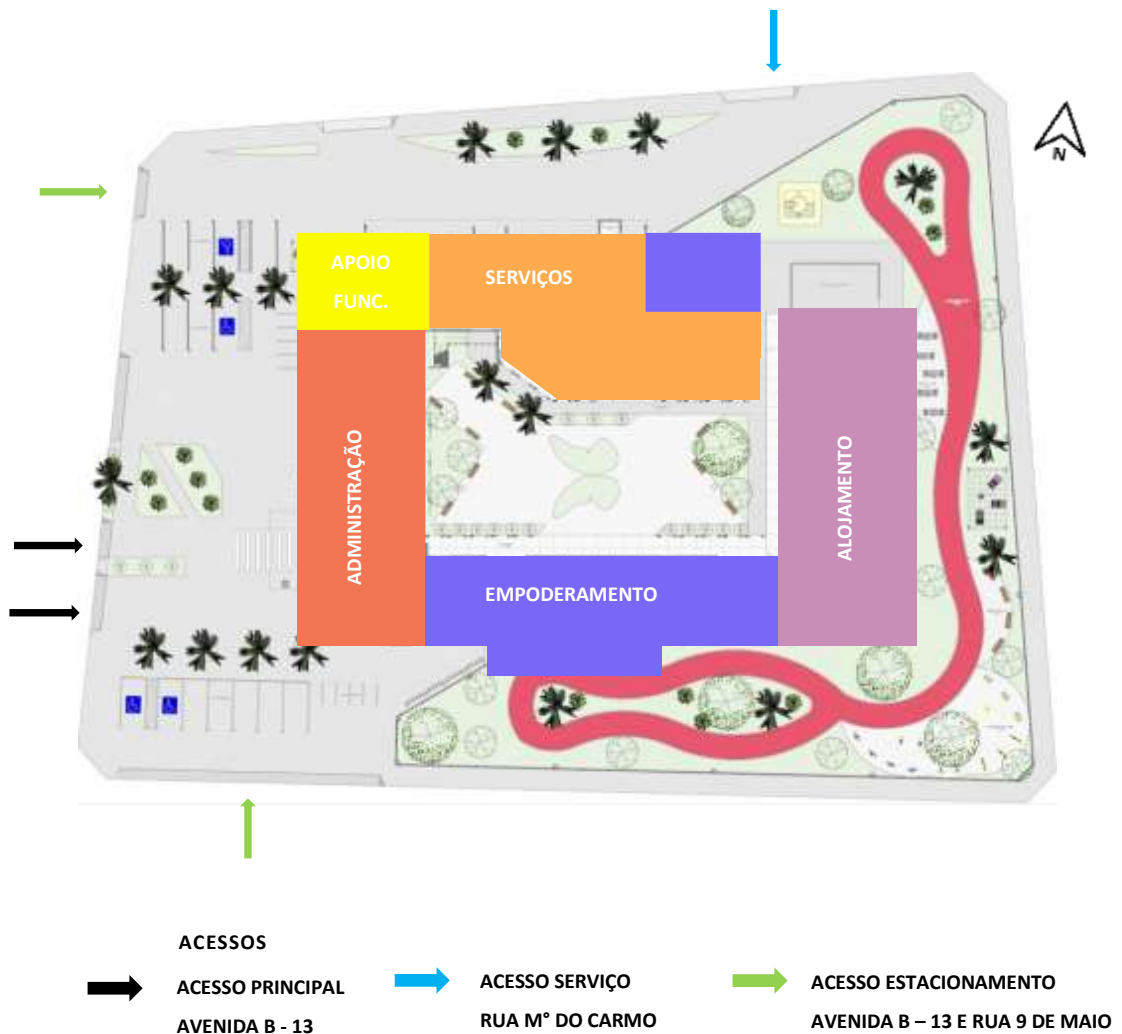 N
APOIO
FUNC.
SERVIÇOS
ADMINISTRAÇÃO
ALOJAMENTO
EMPODERAMENTO
ACESSOS
ACESSO PRINCIPAL
AVENIDA B - 13
ACESSO SERVIÇO
RUA M° DO CARMO
ACESSO ESTACIONAMENTO
AVENIDA B – 13 E RUA 9 DE MAIO